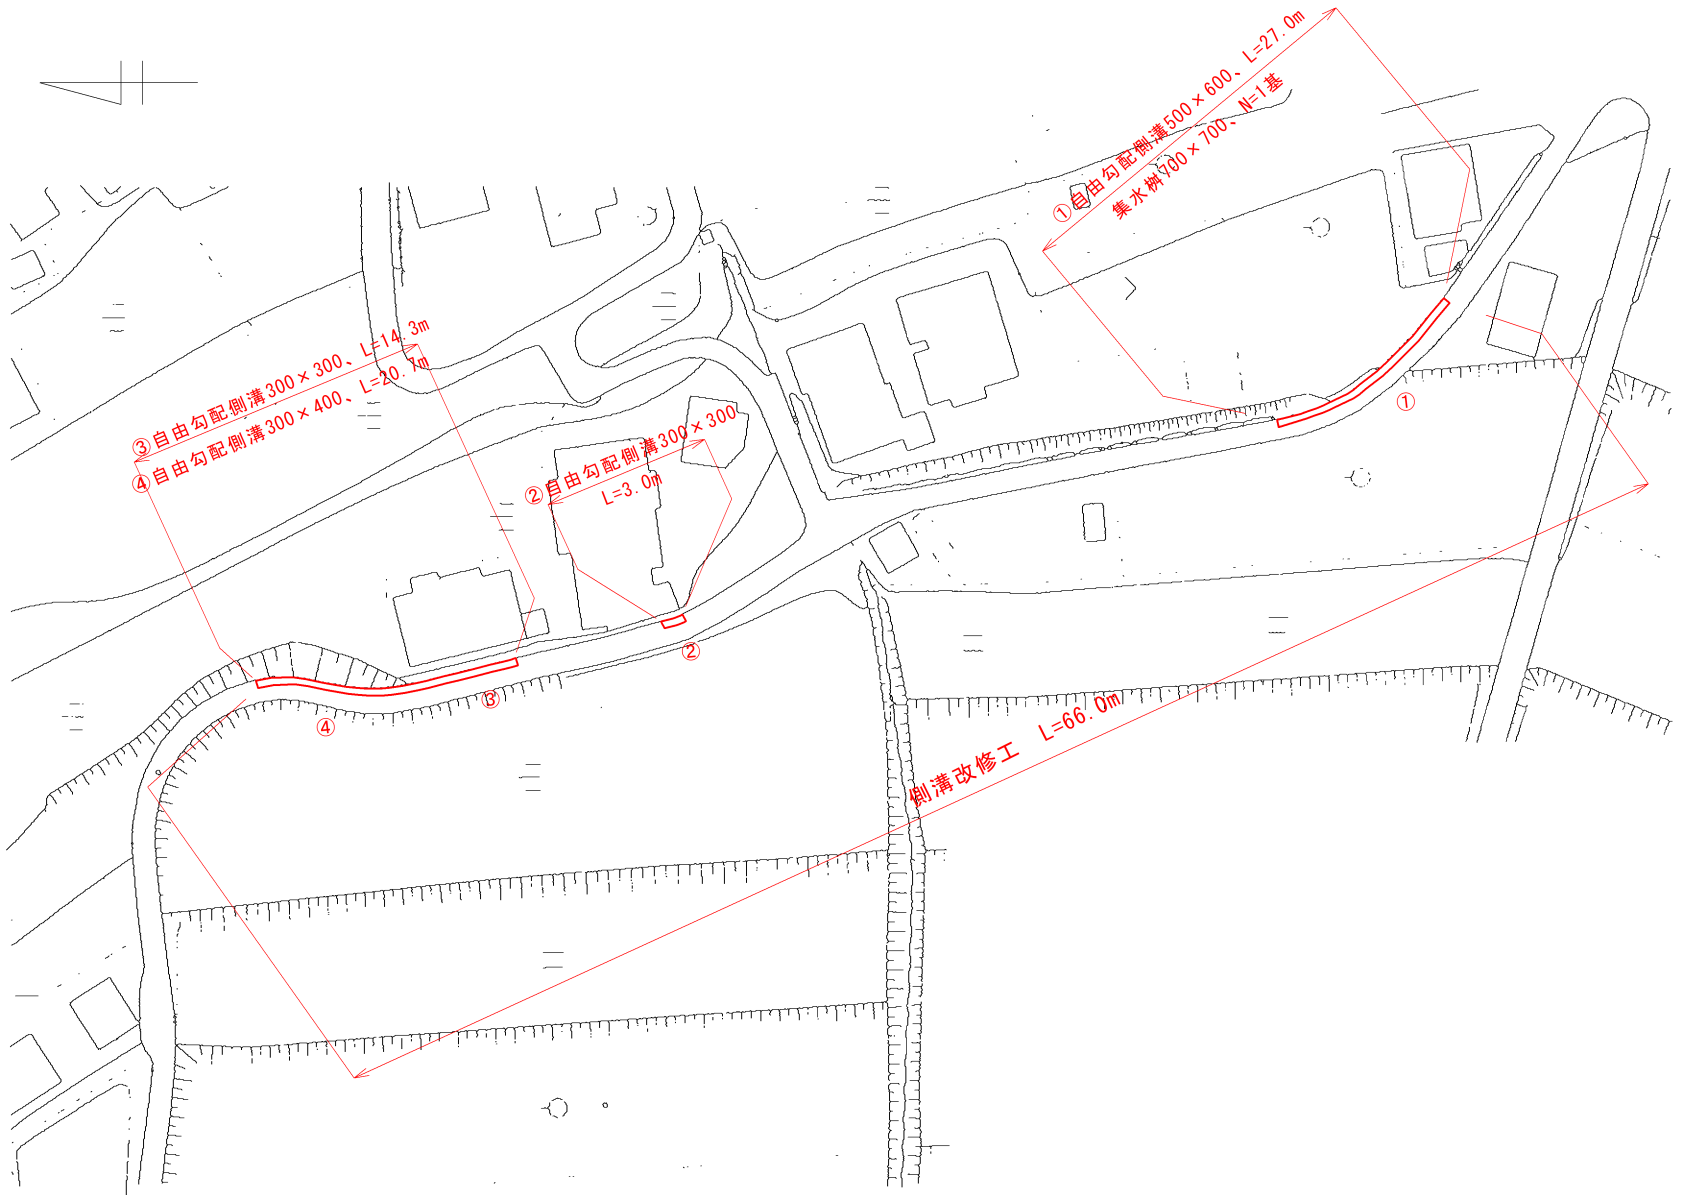 ①自由勾配側溝500×600、L=27.0m
集水桝700×700、N=1基
③自由勾配側溝300×300、L=14.3m
④自由勾配側溝300×400、L=20.7m
②自由勾配側溝300×300
L=3.0m
①
②
③
④
側溝改修工 L=66.0m